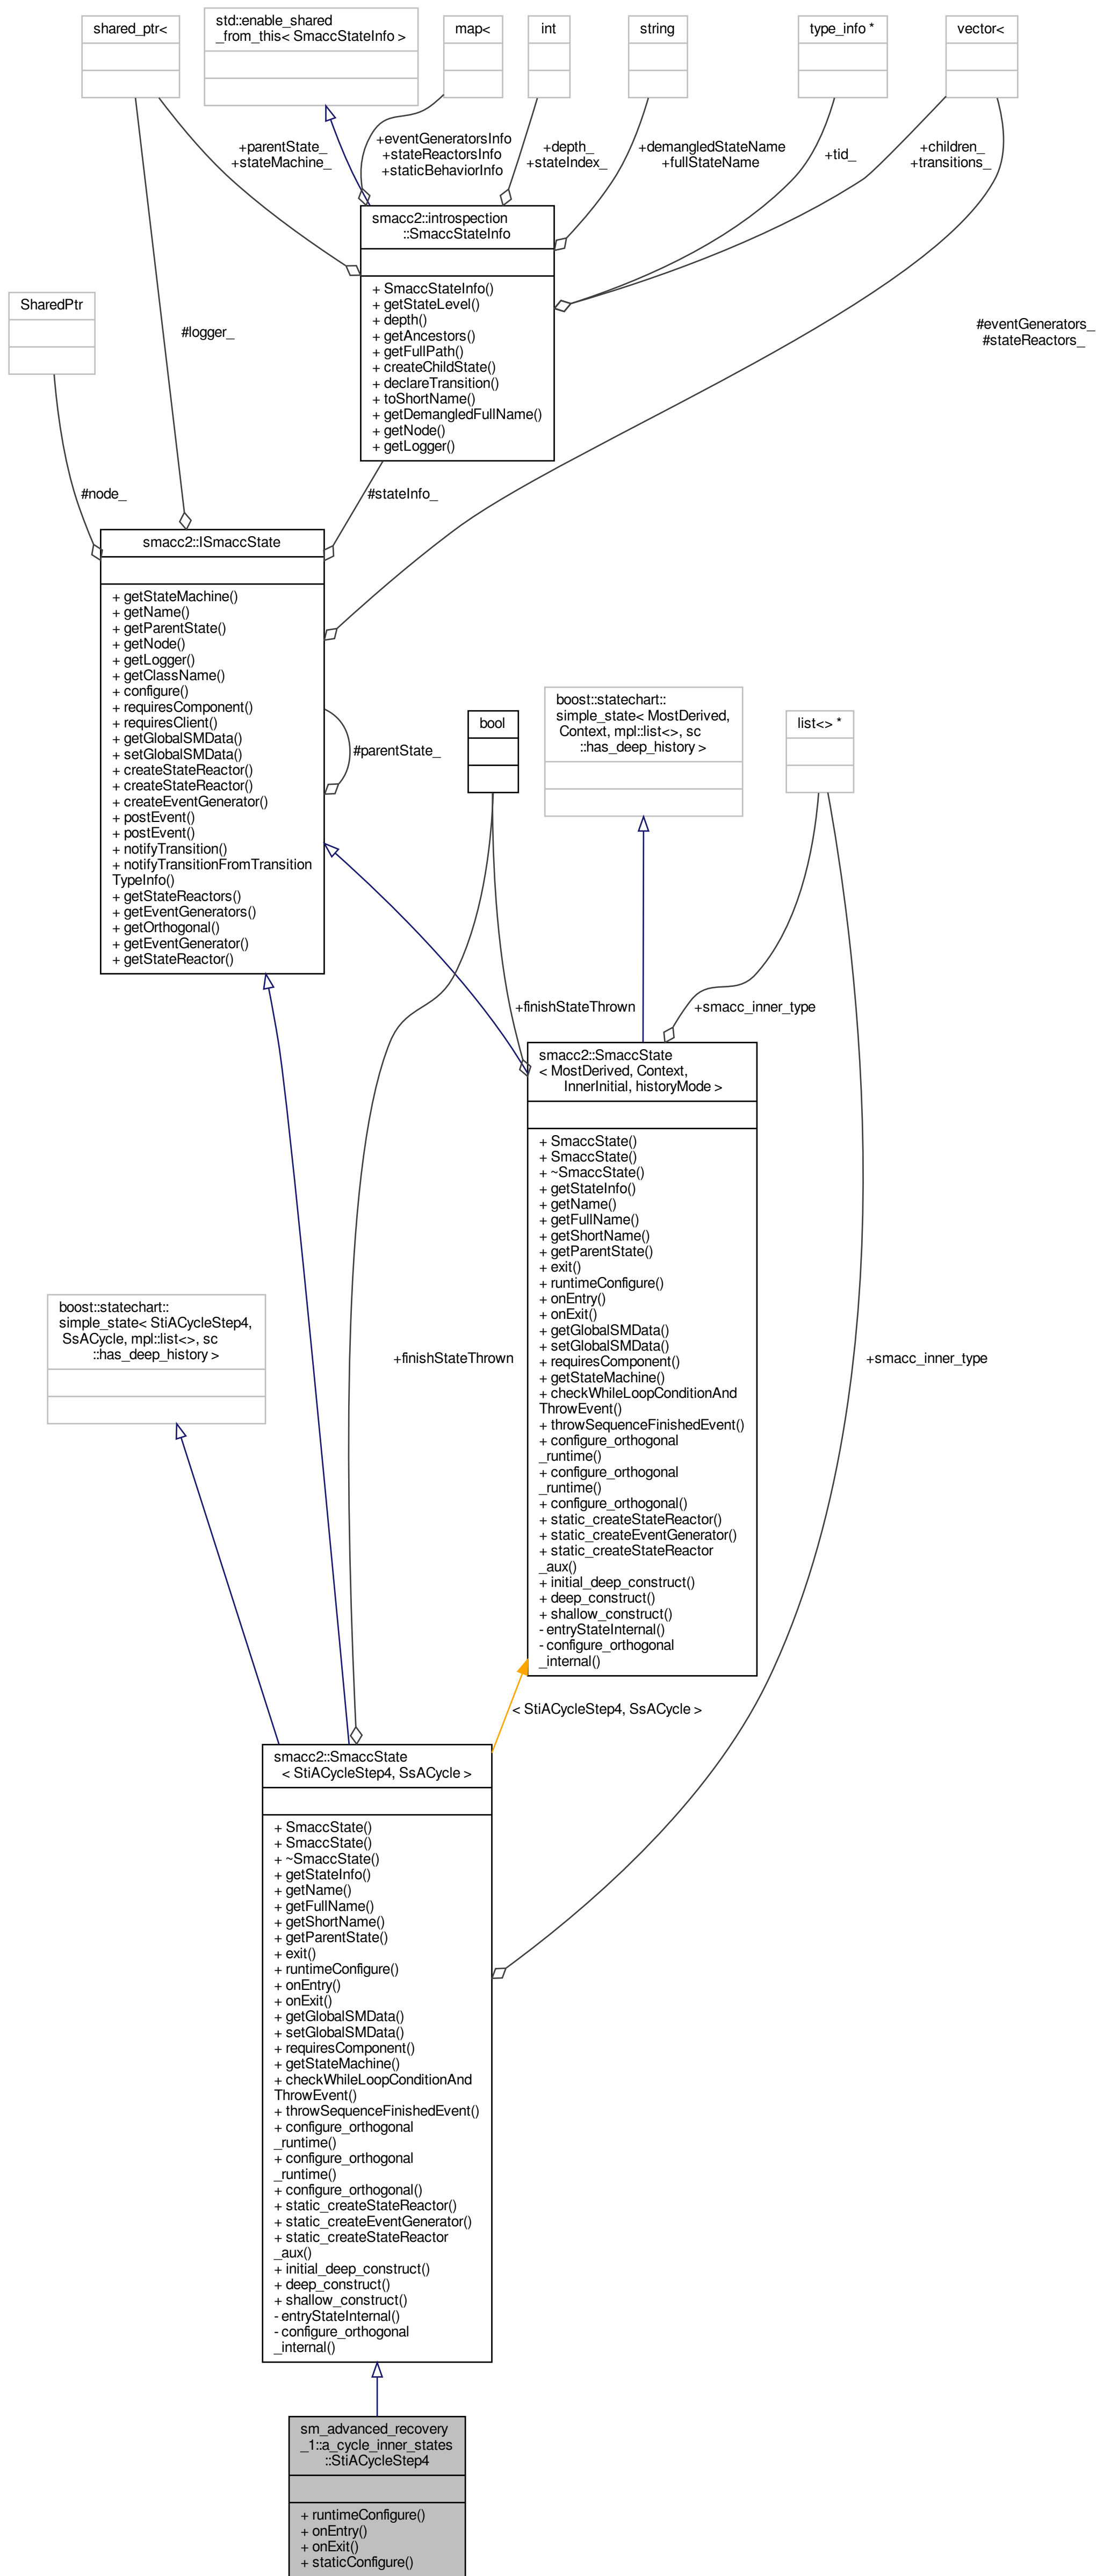 shared_ptr<
std::enable_shared
_from_this< SmaccStateInfo >
map<
int
string
type_info *
vector<
+parentState_
+stateMachine_
+eventGeneratorsInfo
+stateReactorsInfo
+staticBehaviorInfo
+depth_
+stateIndex_
+demangledStateName
+fullStateName
+tid_
+children_
+transitions_
smacc2::introspection
::SmaccStateInfo
+ SmaccStateInfo()
+ getStateLevel()
+ depth()
+ getAncestors()
+ getFullPath()
+ createChildState()
+ declareTransition()
+ toShortName()
+ getDemangledFullName()
+ getNode()
+ getLogger()
SharedPtr
#logger_
#eventGenerators_
#stateReactors_
#node_
#stateInfo_
smacc2::ISmaccState
+ getStateMachine()
+ getName()
+ getParentState()
+ getNode()
+ getLogger()
+ getClassName()
+ configure()
+ requiresComponent()
+ requiresClient()
+ getGlobalSMData()
+ setGlobalSMData()
+ createStateReactor()
+ createStateReactor()
+ createEventGenerator()
+ postEvent()
+ postEvent()
+ notifyTransition()
+ notifyTransitionFromTransition
TypeInfo()
+ getStateReactors()
+ getEventGenerators()
+ getOrthogonal()
+ getEventGenerator()
+ getStateReactor()
#parentState_
bool
boost::statechart::
simple_state< MostDerived,
Context, mpl::list<>, sc
::has_deep_history >
list<> *
+finishStateThrown
+smacc_inner_type
smacc2::SmaccState
< MostDerived, Context,
InnerInitial, historyMode >
+ SmaccState()
+ SmaccState()
+ ~SmaccState()
+ getStateInfo()
+ getName()
+ getFullName()
+ getShortName()
+ getParentState()
+ exit()
+ runtimeConfigure()
+ onEntry()
+ onExit()
+ getGlobalSMData()
+ setGlobalSMData()
+ requiresComponent()
+ getStateMachine()
+ checkWhileLoopConditionAnd
ThrowEvent()
+ throwSequenceFinishedEvent()
+ configure_orthogonal
_runtime()
+ configure_orthogonal
_runtime()
+ configure_orthogonal()
+ static_createStateReactor()
+ static_createEventGenerator()
+ static_createStateReactor
_aux()
+ initial_deep_construct()
+ deep_construct()
+ shallow_construct()
- entryStateInternal()
- configure_orthogonal
_internal()
boost::statechart::
simple_state< StiACycleStep4,
SsACycle, mpl::list<>, sc
::has_deep_history >
+finishStateThrown
+smacc_inner_type
< StiACycleStep4, SsACycle >
smacc2::SmaccState
< StiACycleStep4, SsACycle >
+ SmaccState()
+ SmaccState()
+ ~SmaccState()
+ getStateInfo()
+ getName()
+ getFullName()
+ getShortName()
+ getParentState()
+ exit()
+ runtimeConfigure()
+ onEntry()
+ onExit()
+ getGlobalSMData()
+ setGlobalSMData()
+ requiresComponent()
+ getStateMachine()
+ checkWhileLoopConditionAnd
ThrowEvent()
+ throwSequenceFinishedEvent()
+ configure_orthogonal
_runtime()
+ configure_orthogonal
_runtime()
+ configure_orthogonal()
+ static_createStateReactor()
+ static_createEventGenerator()
+ static_createStateReactor
_aux()
+ initial_deep_construct()
+ deep_construct()
+ shallow_construct()
- entryStateInternal()
- configure_orthogonal
_internal()
sm_advanced_recovery
_1::a_cycle_inner_states
::StiACycleStep4
+ runtimeConfigure()
+ onEntry()
+ onExit()
+ staticConfigure()